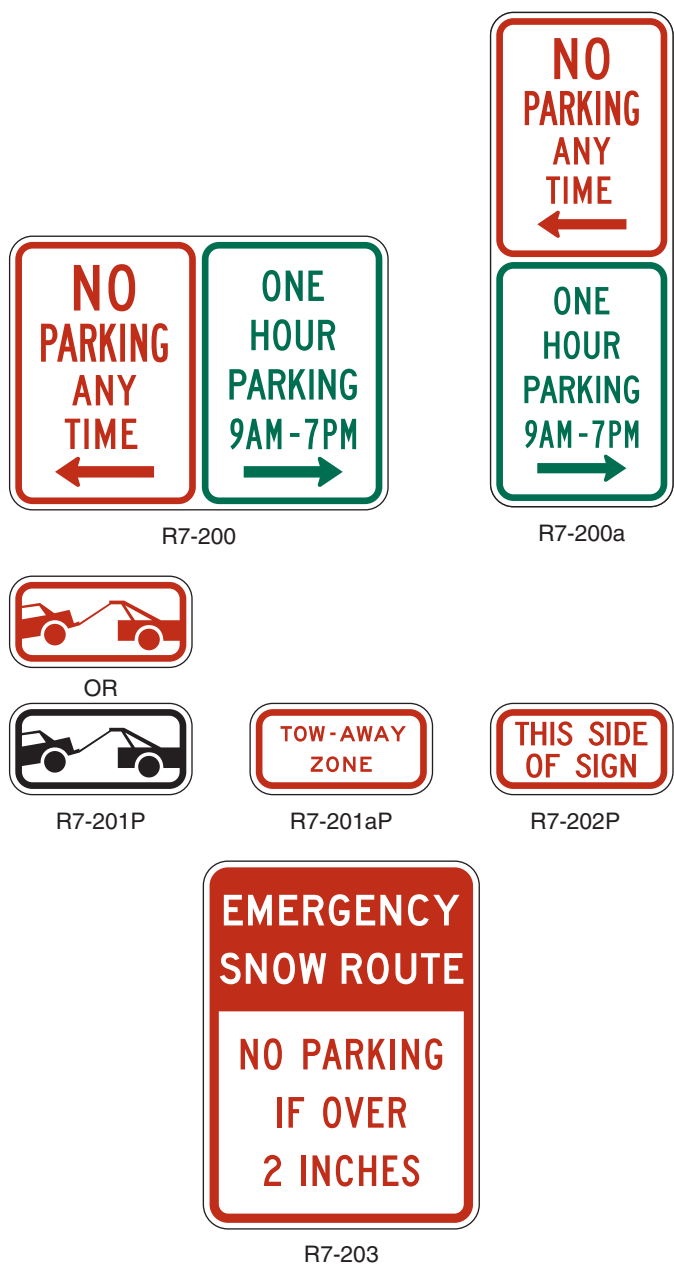 NO
PARKING
ANY
TIME
ONE
HOUR
PARKING
9AM-7PM
R7-200
NO
PARKING
ANY
TIME
ONE
HOUR
PARKING
9AM-7PM
R7-200a
OR
R7-201P
TOW-AWAY
ZONE
R7-201aP
THIS SIDE
OF SIGN
R7-202P
EMERGENCY
SNOW ROUTE
NO PARKING
IF OVER
2 INCHES
R7-203